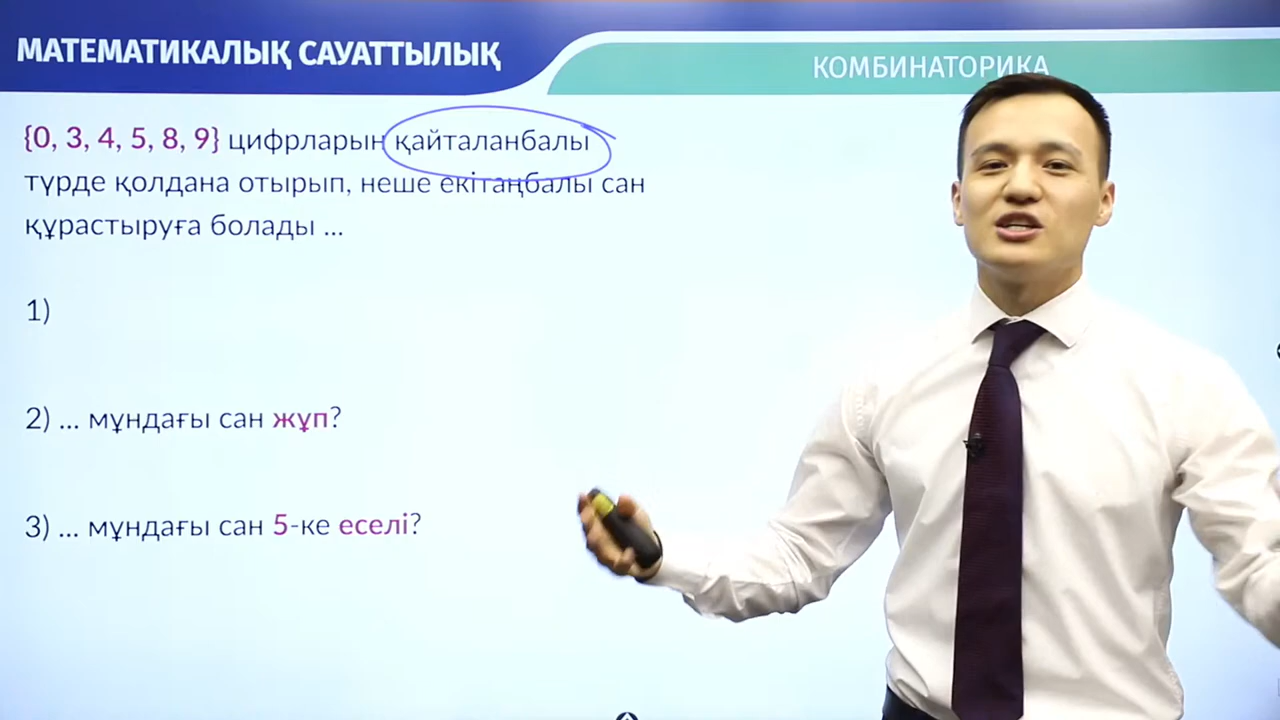 МАТЕМАТИКАЛЫҚ САУАТТЫЛЫҚ
КОМБИНАТОРИКА
{0, 3, 4, 5, 8, 9} цифрларын қайталанбалы
түрде қолдана отырып, неше екітаңбалы сан
құрастыруға болады ...
1)
2) ... мұндағы сан жұп?
3) ... мұндағы сан 5-ке еселі?